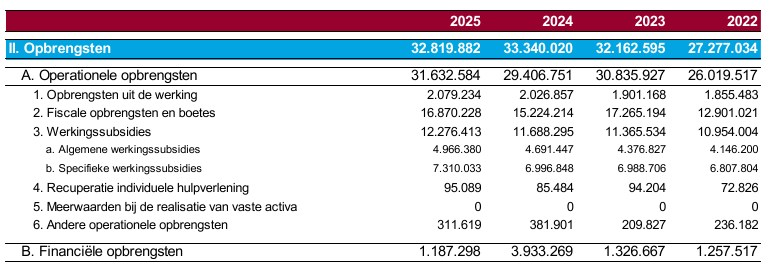 2025 2024 2023 2022
II. Opbrengsten 32.819.882 33.340.020 32.162.595 27.277.034
A. Operationele opbrengsten 31.632.584 29.406.751 30.835.927 26.019.517
1. Opbrengsten uit de werking 2.079.234 2.026.857 1.901.168 1.855.483
2. Fiscale opbrengsten en boetes 16.870.228 15.224.214 17.265.194 12.901.021
3. Werkingssubsidies 12.276.413 11.688.295 11.365.534 10.954.004
a. Algemene werkingssubsidies 4.966.380 4.691.447 4.376.827 4.146.200
b. Specifieke werkingssubsidies 7.310.033 6.996.848 6.988.706 6.807.804
4. Recuperatie individuele hulpverlening 95.089 85.484 94.204 72.826
5. Meerwaarden bij de realisatie van vaste activa 0 0 0 0
6. Andere operationele opbrengsten 311.619 381.901 209.827 236.182
B. Financiële opbrengsten 1.187.298 3.933.269 1.326.667 1.257.517